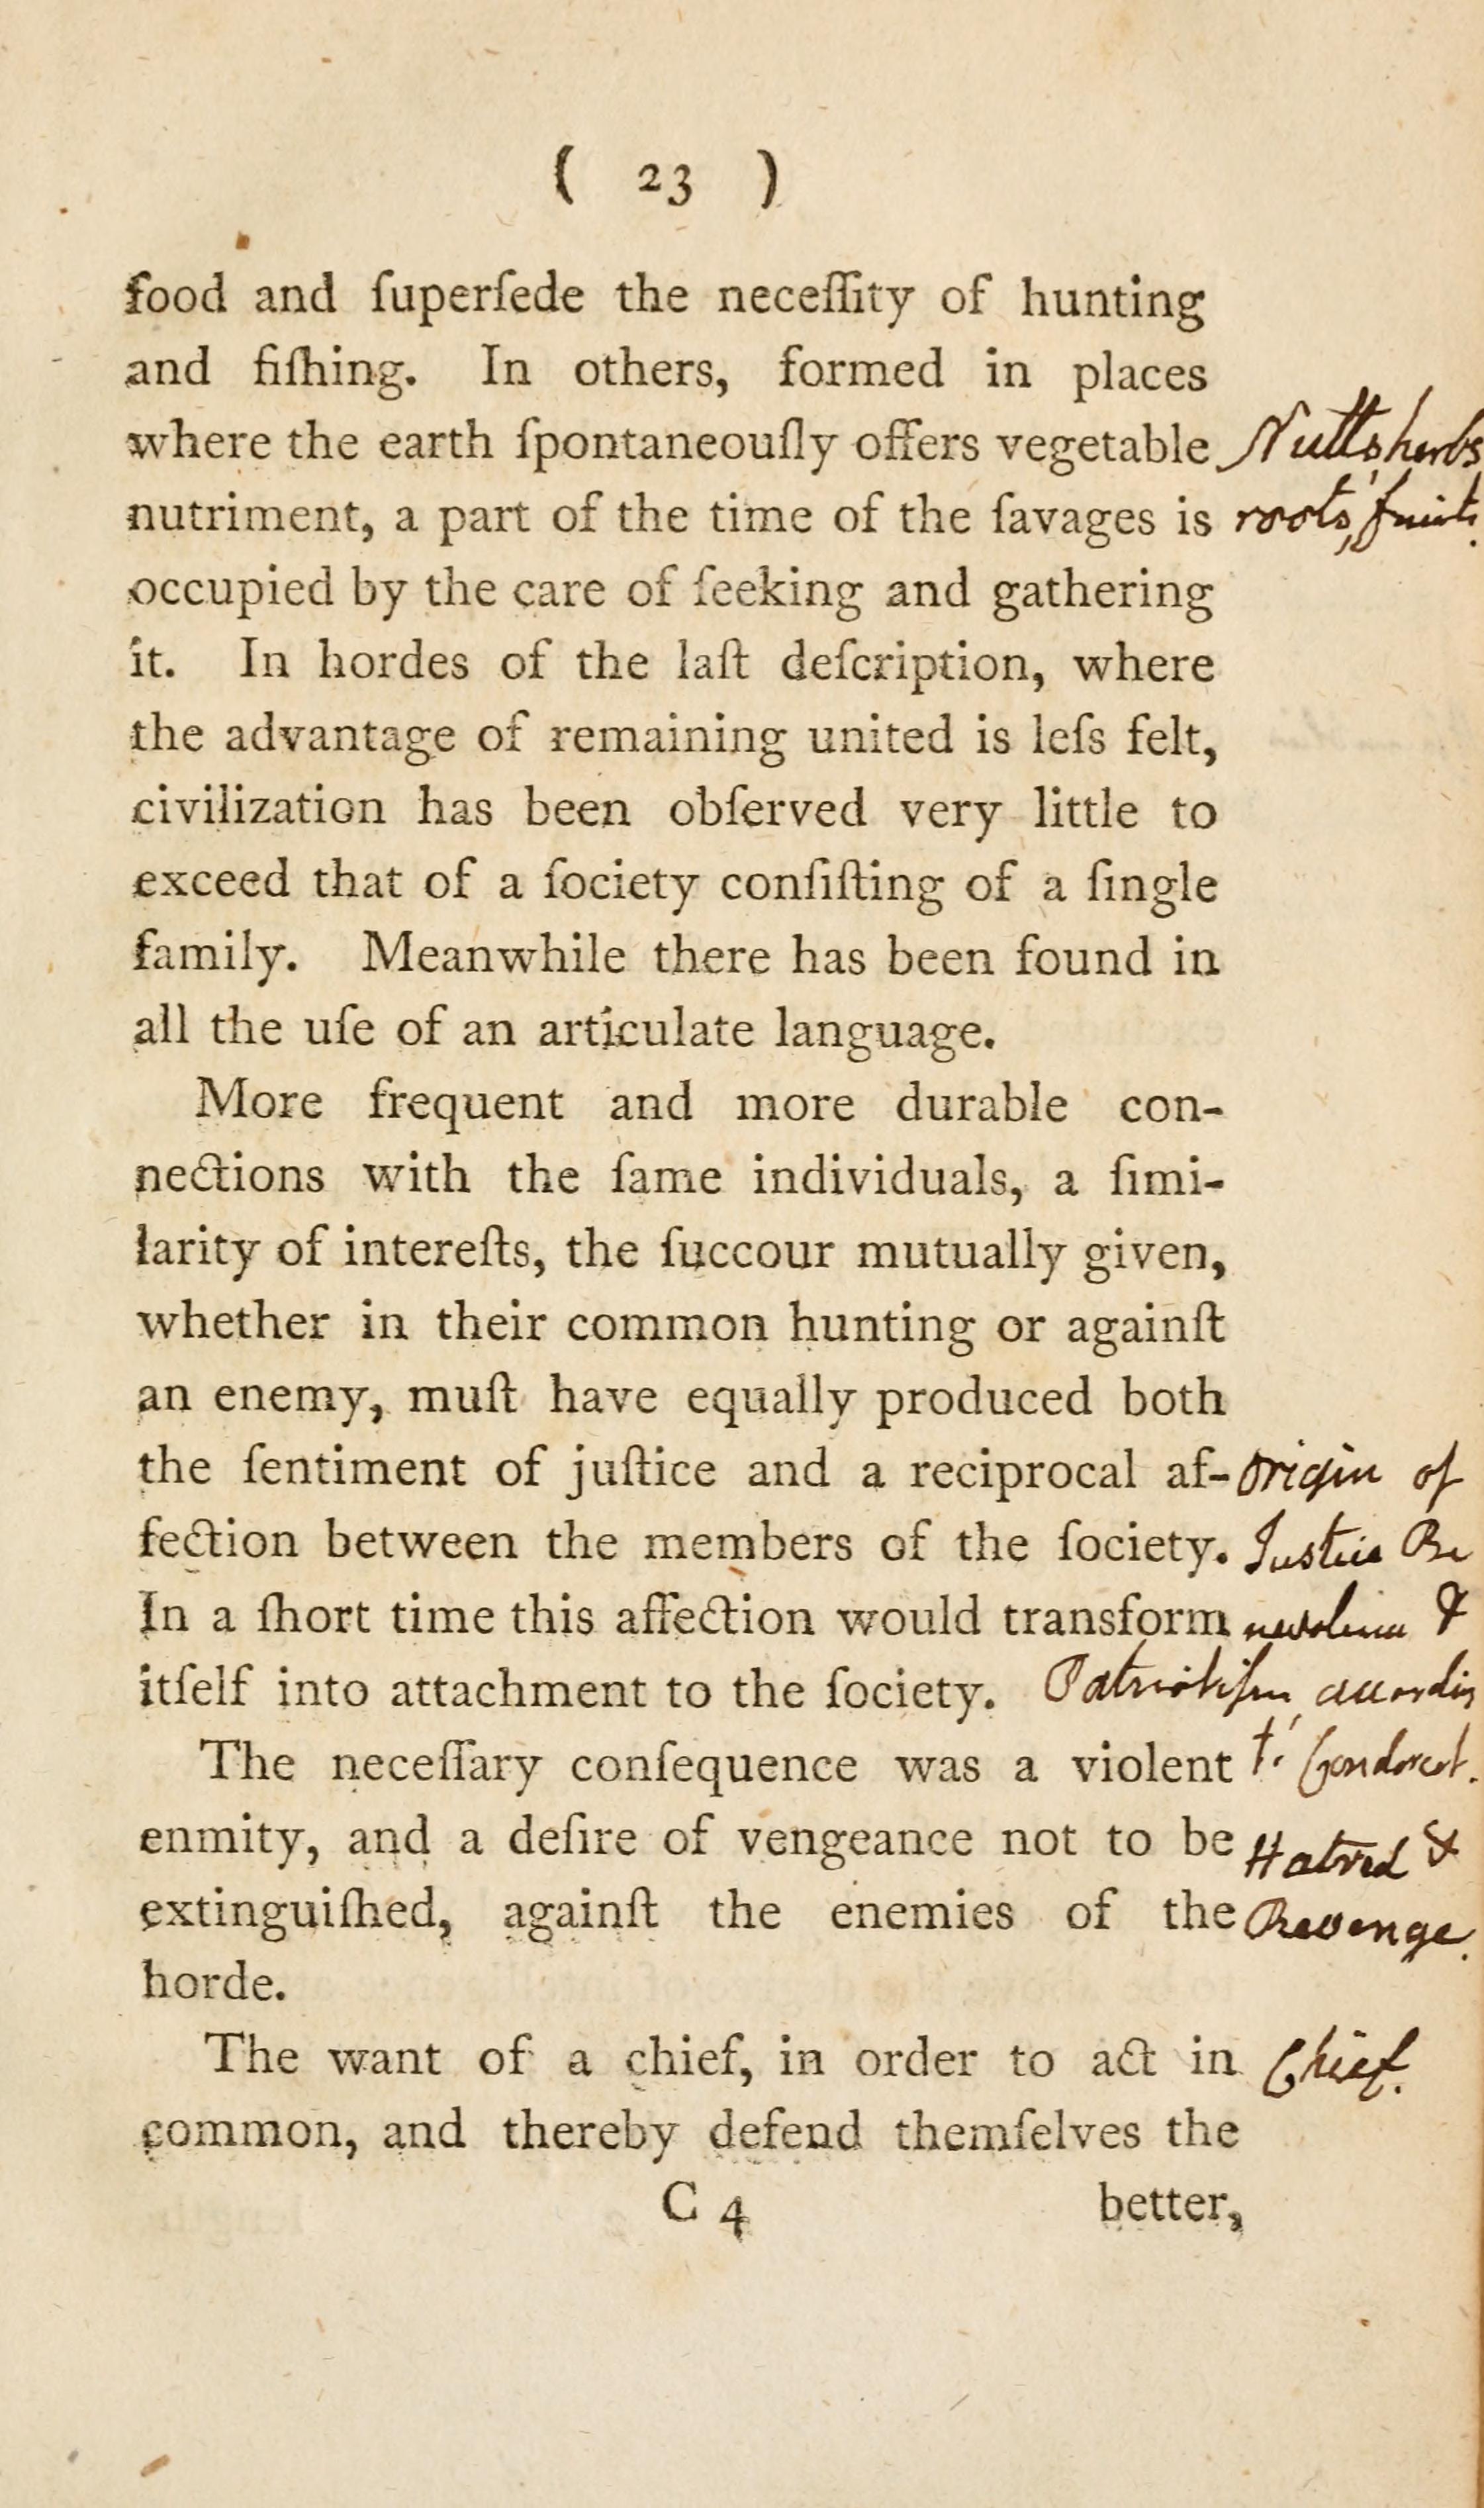 ( 23 )
food and ſuperſede the neceſſity of hunting
and fiſhing. In others, formed in places
where the earth ſpontaneouſly offers vegetable
Nutts, herbs
nutriment, a part of the time of the ſavages is
roots, fruits.
occupied by the care of ſeeking and gathering
it. In hordes of the laſt deſcription, where
the advantage of remaining united is leſs felt,
civilization has been obſerved very little to
exceed that of a ſociety conſiſting of a ſingle
family. Meanwhile there has been found in
all the uſe of an articulate language.
More frequent and more durable con-
nections with the ſame individuals, a ſimi-
larity of intereſts, the ſuccour mutually given,
whether in their common hunting or againſt
an enemy, muſt have equally produced both
the ſentiment of juſtice and a reciprocal af-
origin of
fection between the members of the ſociety.
Justice Be
In a ſhort time this affection would transform
nevolence &
itſelf into attachment to the ſociety.
Patriotiſm, according
The neceſſary conſequence was a violent
to Condorcet.
enmity, and a deſire of vengeance not to be
Hatred &
extinguiſhed, againſt the enemies of the
Revenge.
horde.
The want of a chief, in order to act in
Chief.
common, and thereby defend themſelves the
C 4 better,